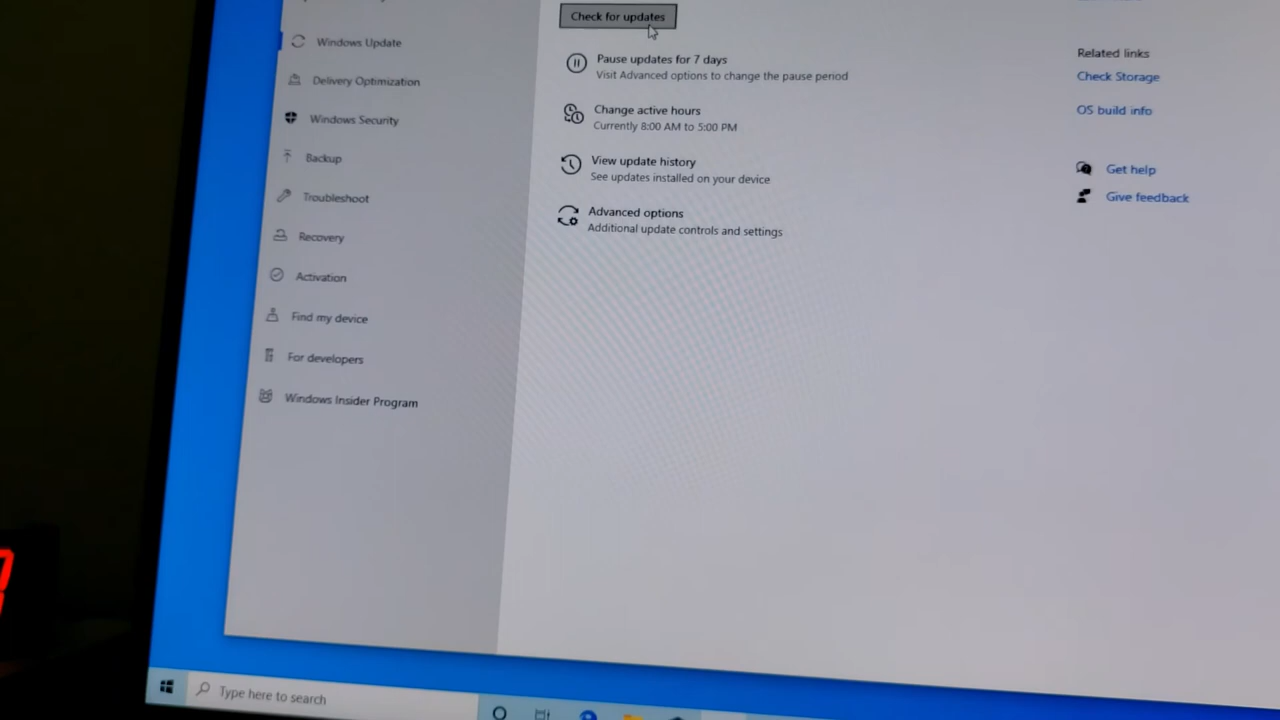 Check for updates
Windows Update
Pause updates for 7 days
Visit Advanced options to change the pause period
Related links
Check Storage
Delivery Optimization
Change active hours
Currently 8:00 AM to 5:00 PM
OS build info
Windows Security
Backup
View update history
See updates installed on your device
Get help
Give feedback
Troubleshoot
Advanced options
Additional update controls and settings
Recovery
Activation
Find my device
For developers
Windows Insider Program
Type here to search